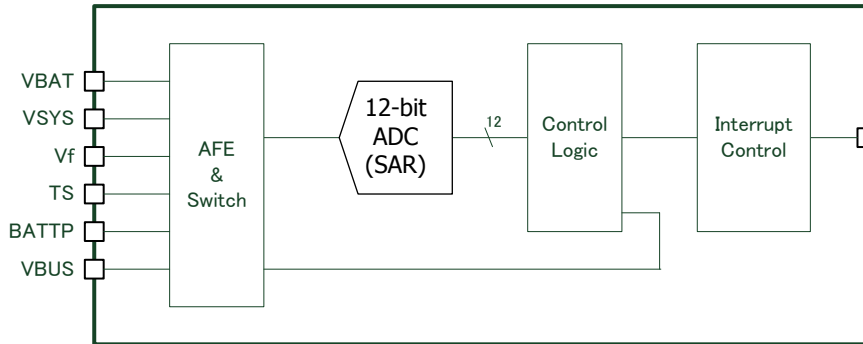 VBAT
VSYS
Vf
TS
BATTP
VBUS
AFE
&
Switch
12-bit
ADC
(SAR)
12
Control
Logic
Interrupt
Control